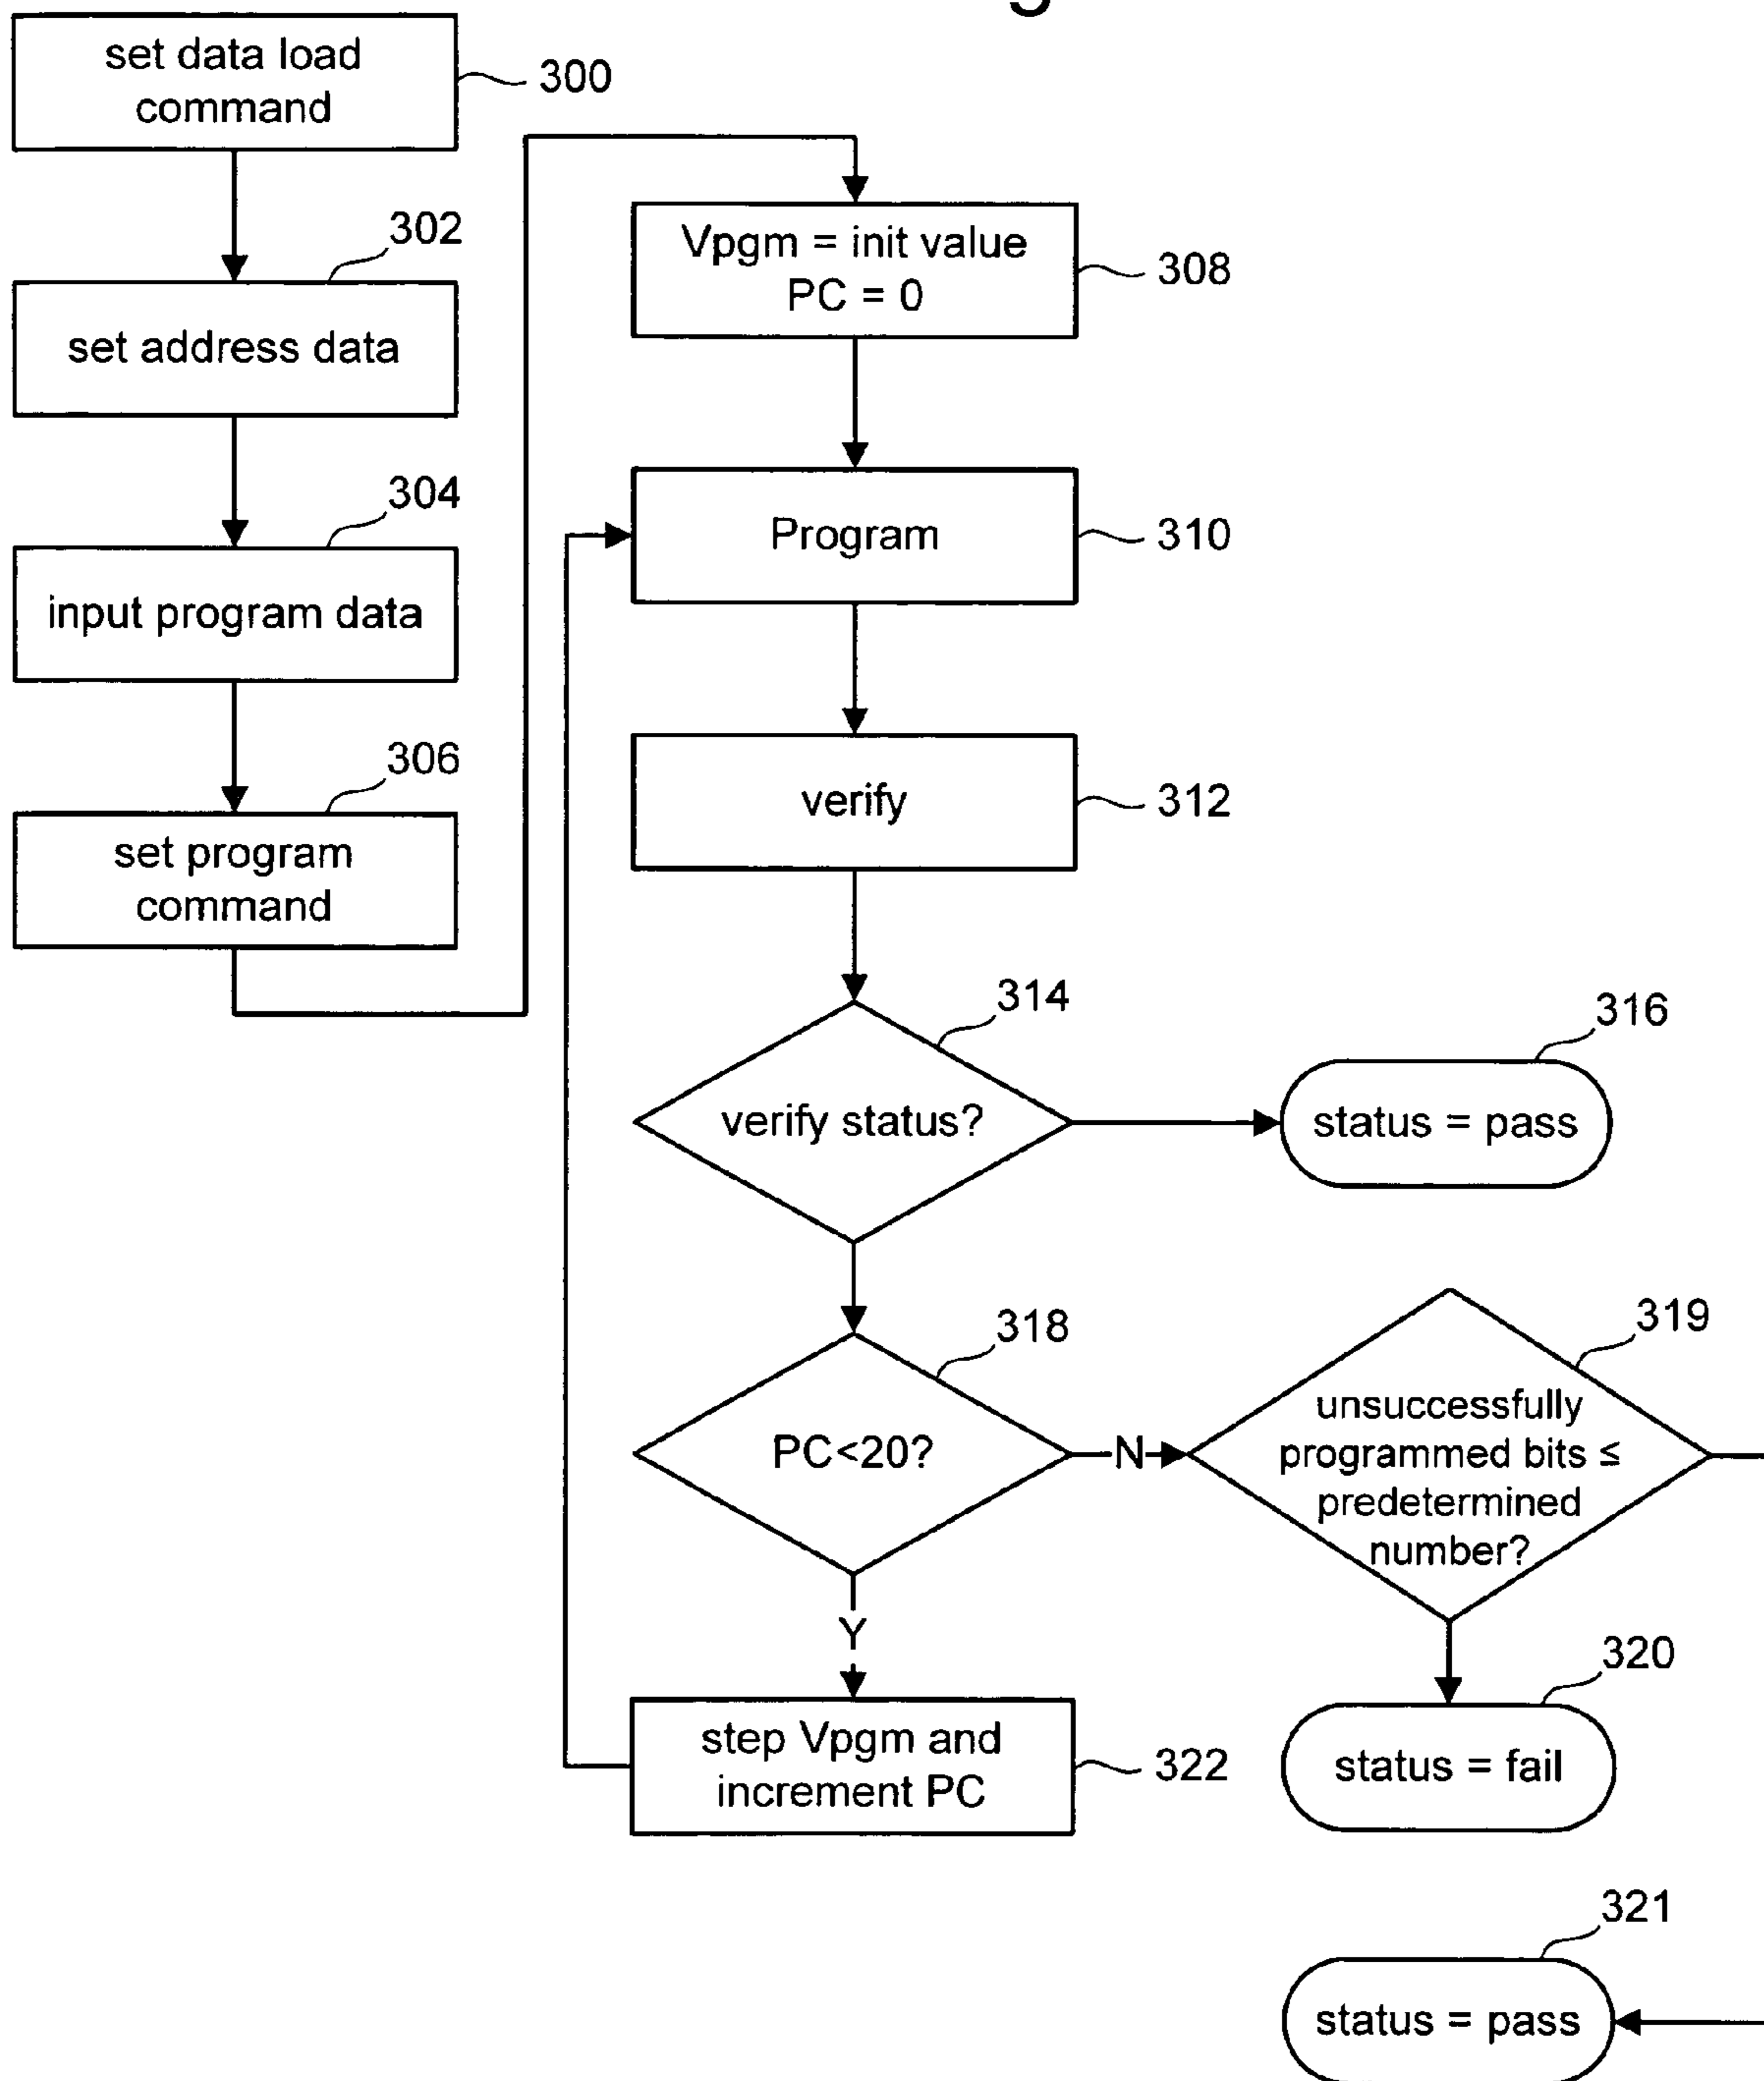 set data load
command
300
302
set address data
304
input program data
306
set program
command
Vpgm = init value
PC = 0
308
Program
310
verify
312
314
verify status?
316
status = pass
318
PC<20?
N
319
unsuccessfully
programmed bits ≤
predetermined
number?
Y
320
status = fail
step Vpgm and
increment PC
322
321
status = pass